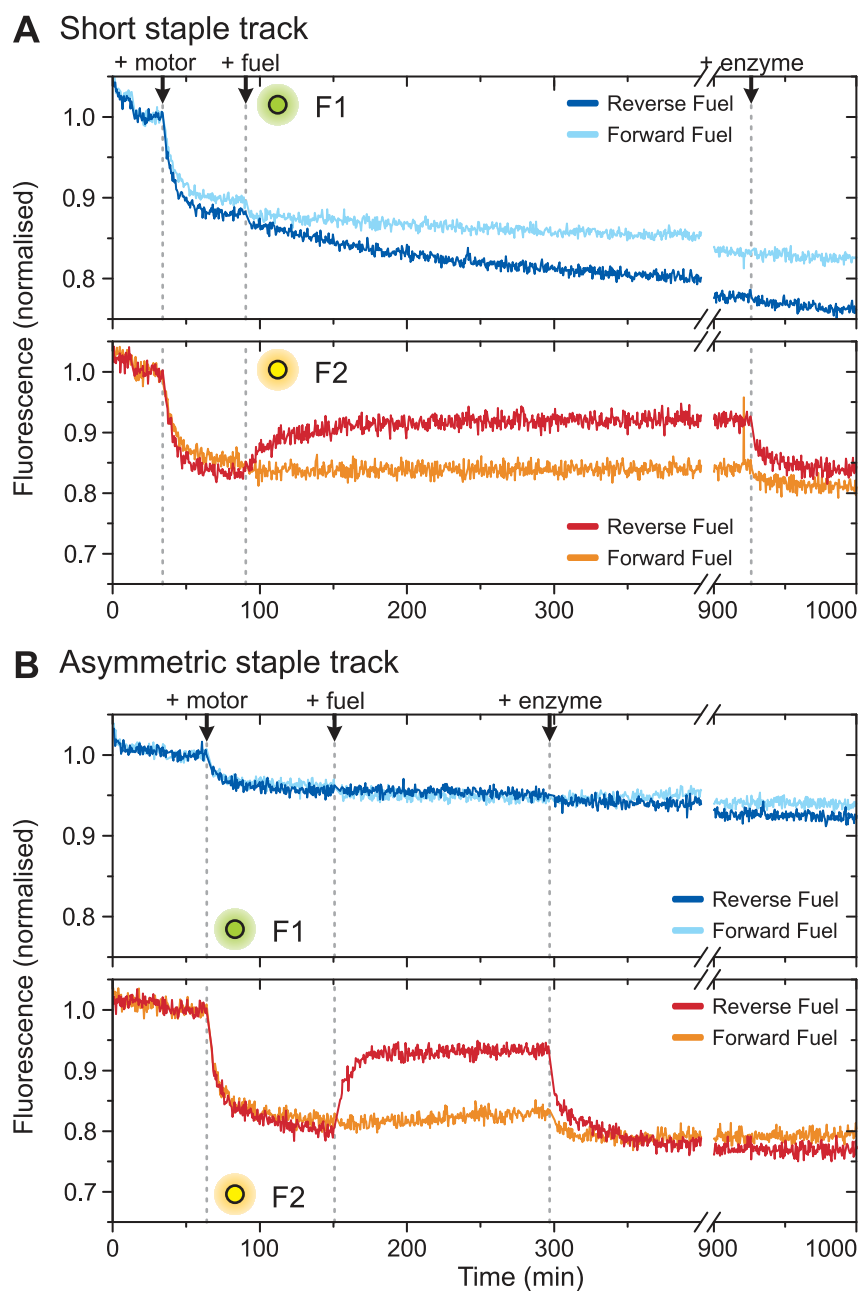 A Short staple track
+ motor + fuel + enzyme
F1
Reverse Fuel
Forward Fuel
1.0
0.9
0.8
Fluorescence (normalised)
F2
1.0
0.9
0.8
0.7
Reverse Fuel
Forward Fuel
0 100 300 900 1000
B Asymmetric staple track
+ motor + fuel + enzyme
1.0
0.9
0.8
F1
Reverse Fuel
Forward Fuel
Fluorescence (normalised)
Reverse Fuel
Forward Fuel
1.0
0.9
0.8
0.7
F2
0 100 200 300 900 1000
Time (min)